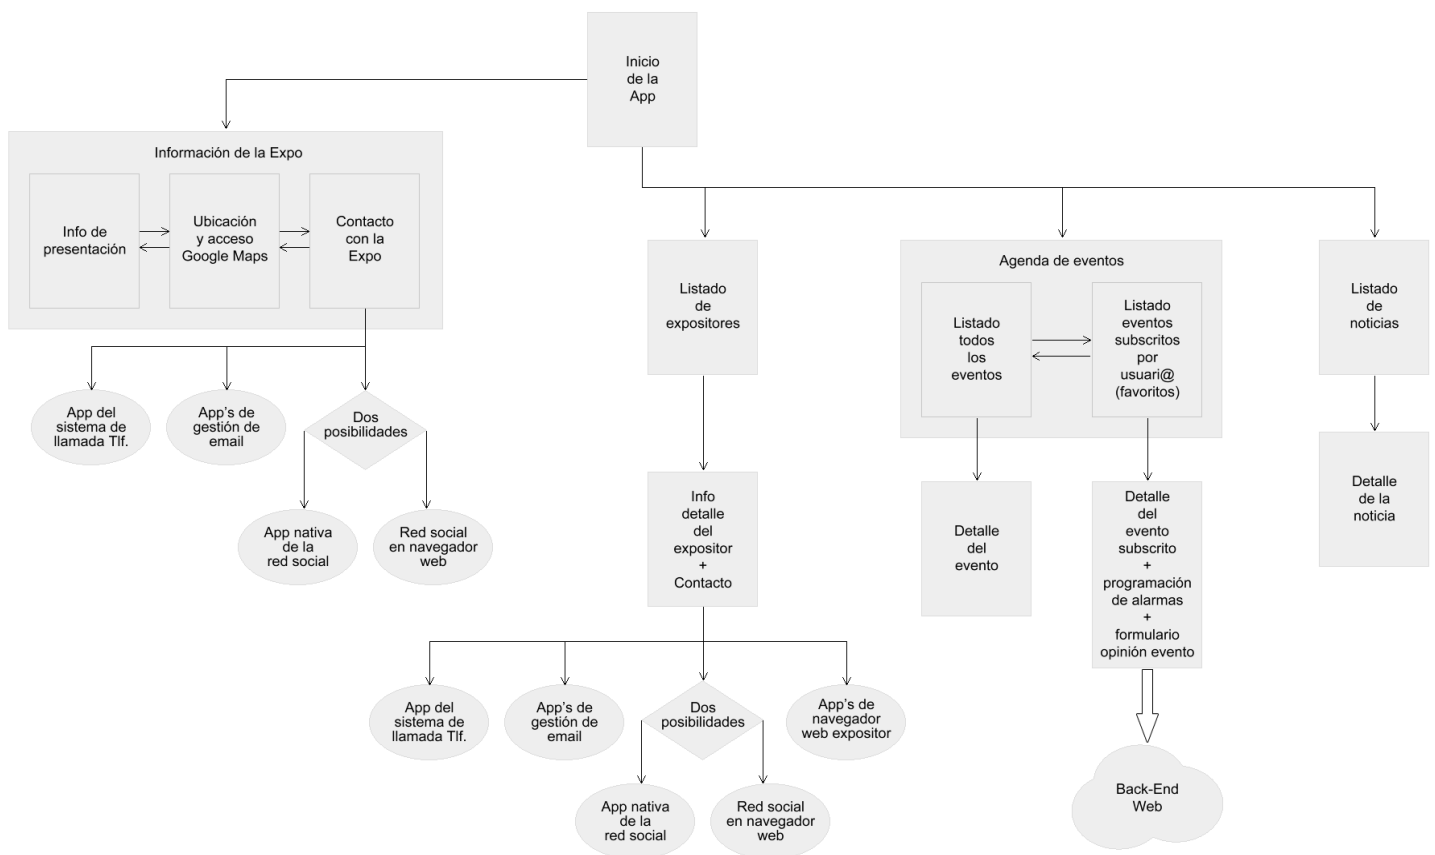 Inicio
de la
App
Información de la Expo
Info de
presentación
Ubicación
y acceso
Google Maps
Contacto
con la
Expo
App del
sistema de
llamada Tlf.
App's de
gestión de
email
Dos
posibilidades
App nativa
de la
red social
Red social
en navegador
web
Listado
de
expositores
Info
detalle
del
expositor
+
Contacto
App del
sistema de
llamada Tlf.
App's de
gestión de
email
Dos
posibilidades
App's de
navegador
web expositor
App nativa
de la
red social
Red social
en navegador
web
Agenda de eventos
Listado
todos
los
eventos
Listado
eventos
subscritos
por
usuari@
(favoritos)
Detalle
del
evento
Detalle
del
evento
subscrito
+
programación
de alarmas
+
formulario
opinión evento
Back-End
Web
Listado
de
noticias
Detalle
de la
noticia